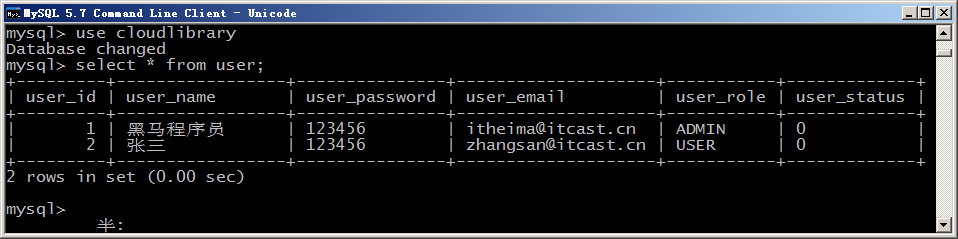 MySQL 5.7 Command Line Client - Unicode
mysql> use cloudlibrary
Database changed
mysql> select * from user;
+---------+-----------------+---------------+--------------------+-----------+-------------+
| user_id | user_name       | user_password | user_email         | user_role | user_status |
+---------+-----------------+---------------+--------------------+-----------+-------------+
|       1 | 黑马程序员      | 123456        | itheima@itcast.cn  | ADMIN     | 0           |
|       2 | 张三            | 123456        | zhangsan@itcast.cn | USER      | 0           |
+---------+-----------------+---------------+--------------------+-----------+-------------+
2 rows in set (0.00 sec)
mysql>
半: